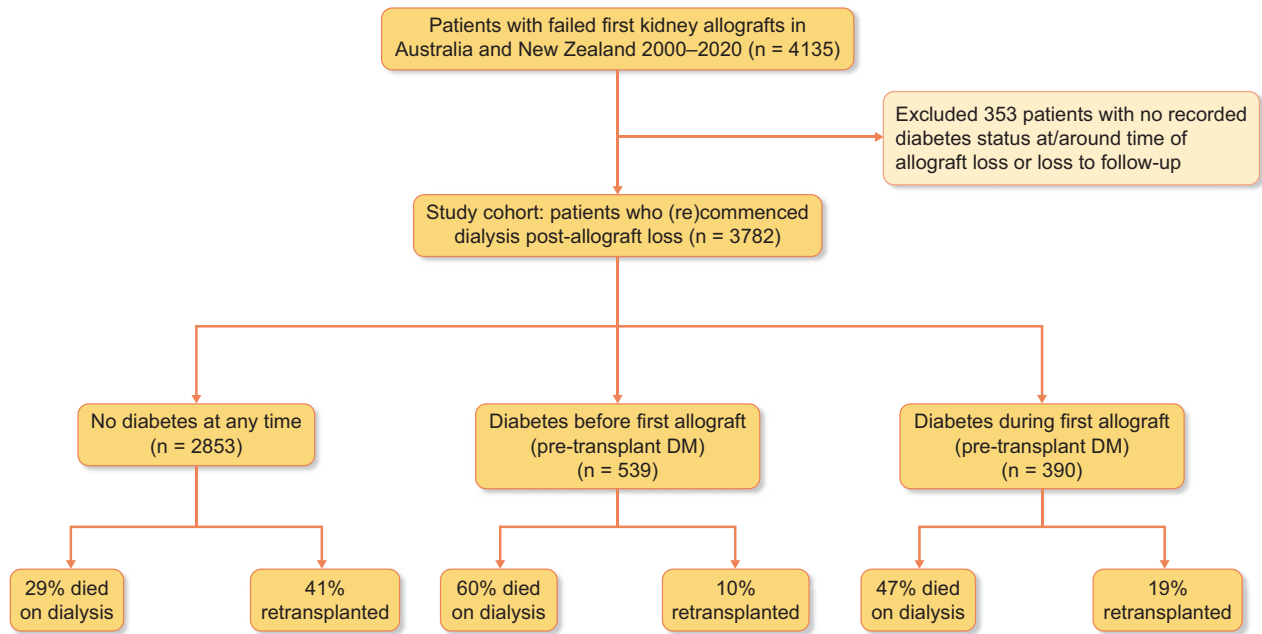 Patients with failed first kidney allografts in
Australia and New Zealand 2000–2020 (n = 4135)
Excluded 353 patients with no recorded
diabetes status at/around time of
allograft loss or loss to follow-up
Study cohort: patients who (re)commenced
dialysis post-allograft loss (n = 3782)
No diabetes at any time
(n = 2853)
Diabetes before first allograft
(pre-transplant DM)
(n = 539)
Diabetes during first allograft
(pre-transplant DM)
(n = 390)
29% died
on dialysis
41%
retransplanted
60% died
on dialysis
10%
retransplanted
47% died
on dialysis
19%
retransplanted